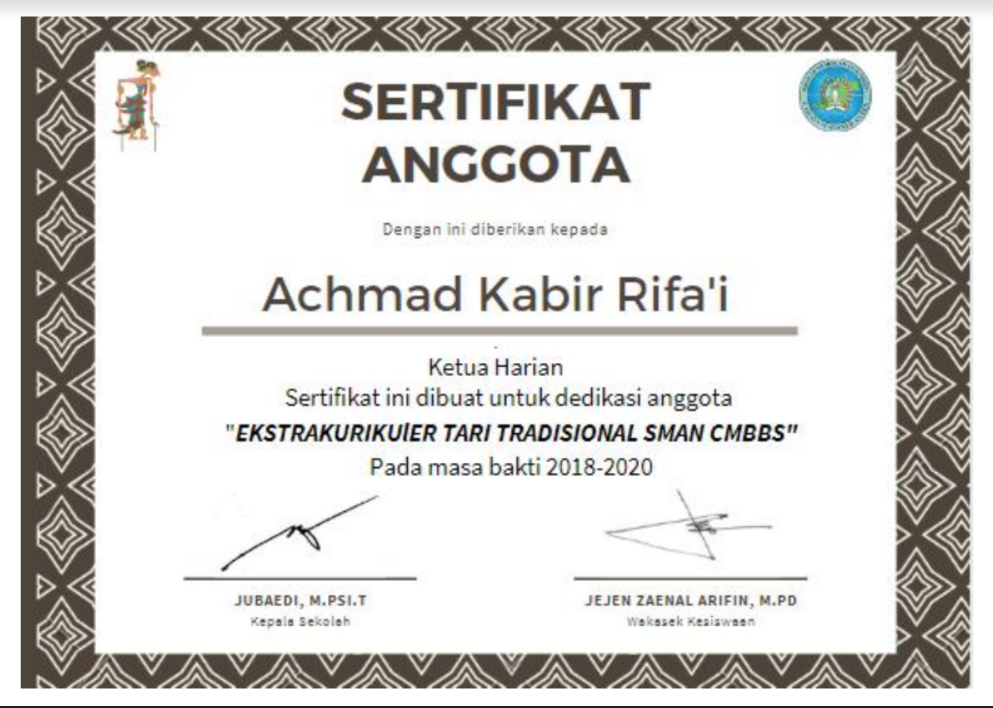 SERTIFIKAT
ANGGOTA
Dengan ini diberikan kepada
Achmad Kabir Rifa'i
Ketua Harian
Sertifikat ini dibuat untuk dedikasi anggota
"EKSTRAKURIKUlER TARI TRADISIONAL SMAN CMBBS"
Pada masa bakti 2018-2020
JUBAEDI, M.PSI.T
Kepala Sekolah
JEJEN ZAENAL ARIFIN, M.PD
Wakasek Kesiswaan